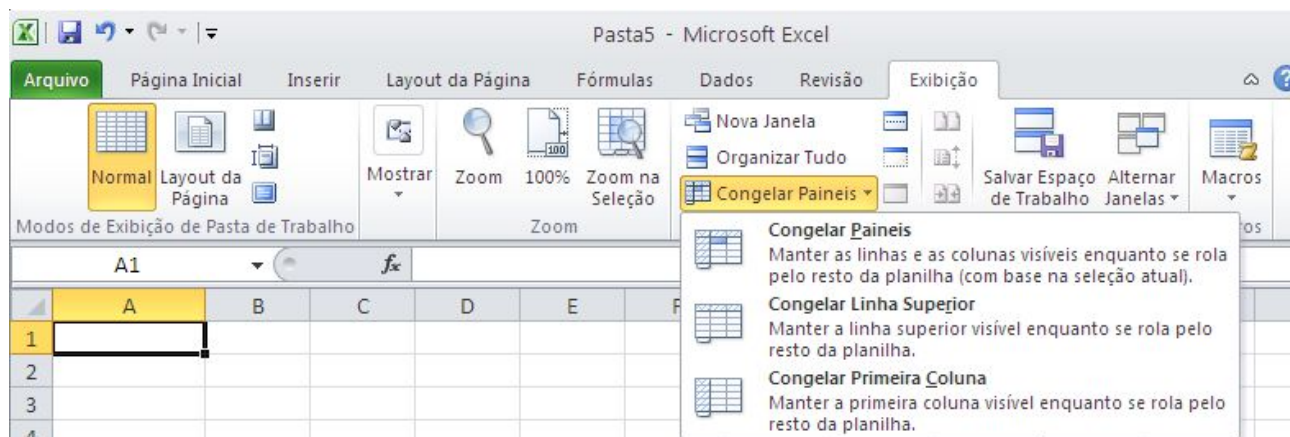 Pasta5 - Microsoft Excel
Arquivo Página Inicial Inserir Layout da Página Fórmulas Dados Revisão Exibição
Normal
Layout da Página
Mostrar
Zoom
100%
100
Zoom na Seleção
Nova Janela
Organizar Tudo
Congelar Paineis
Salvar Espaço de Trabalho
Alternar Janelas
Macros
Modos de Exibição de Pasta de Trabalho
Zoom
A1
fx
A B C D E
1
2
3
4
Congelar Paineis
Manter as linhas e as colunas visíveis enquanto se rola
pelo resto da planilha (com base na seleção atual).
Congelar Linha Superior
Manter a linha superior visível enquanto se rola pelo
resto da planilha.
Congelar Primeira Coluna
Manter a primeira coluna visível enquanto se rola pelo
resto da planilha.